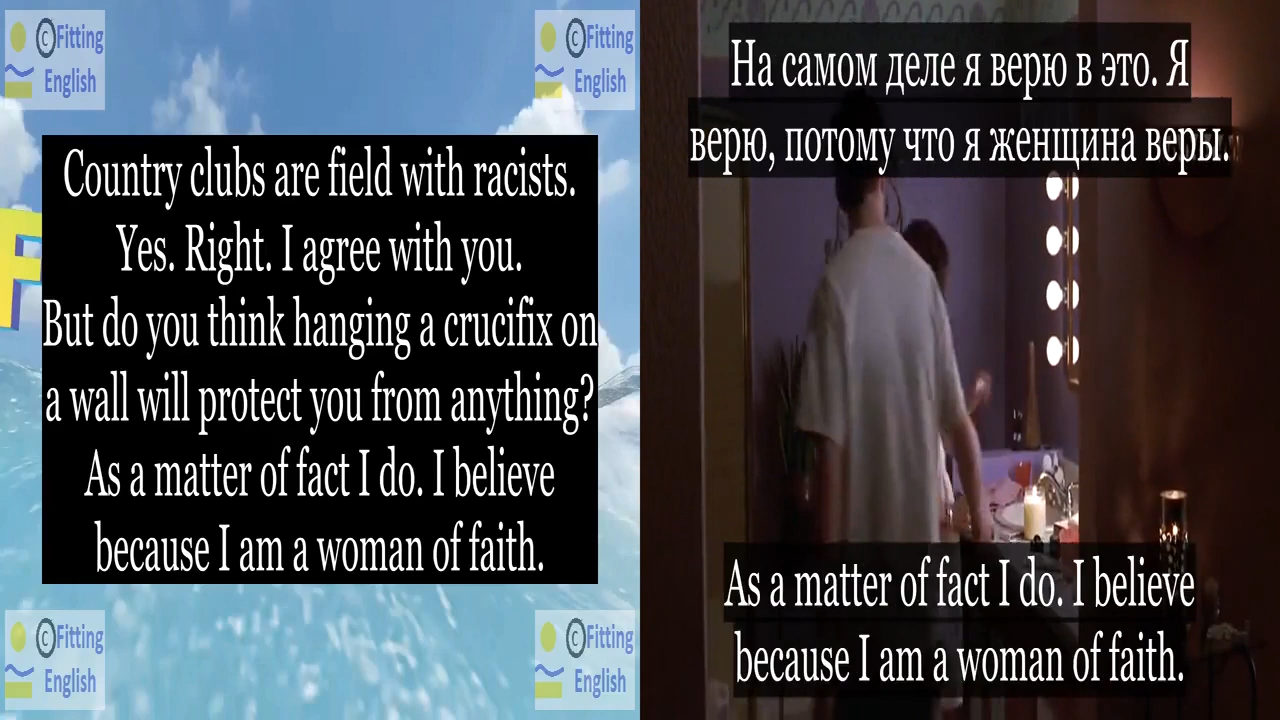 ©Fitting
English
©Fitting
English
Country clubs are field with racists.
Yes. Right. I agree with you.
But do you think hanging a crucifix on
a wall will protect you from anything?
As a matter of fact I do. I believe
because I am a woman of faith.
F
©Fitting
English
©Fitting
English
На самом деле я верю в это. Я
верю, потому что я женщина веры.
As a matter of fact I do. I believe
because I am a woman of faith.